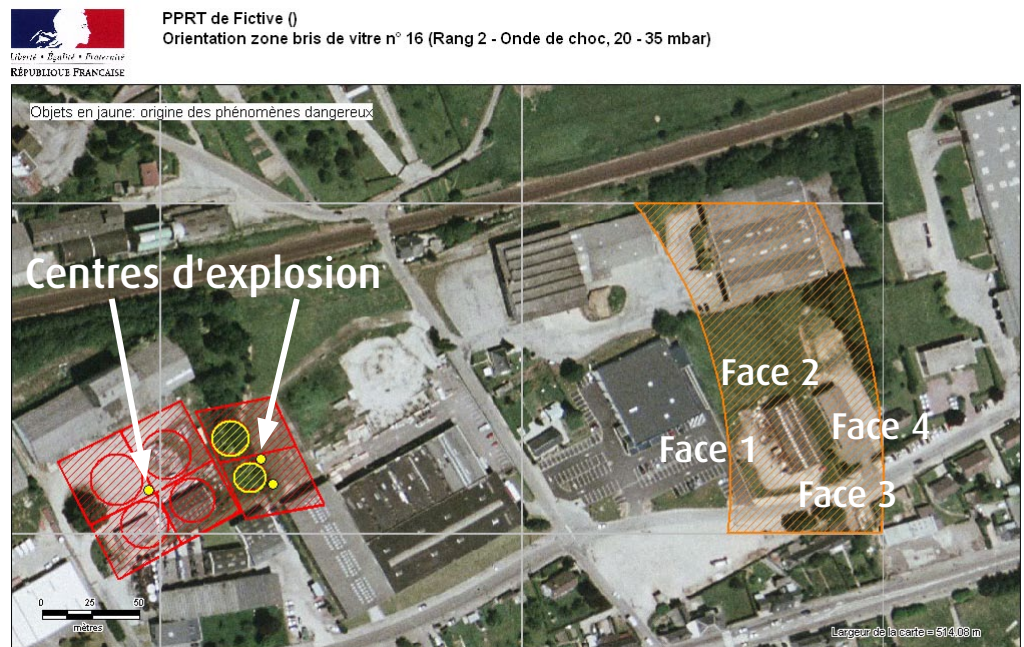 PPRT de Fictive ()
Orientation zone bris de vitre n° 16 (Rang 2 - Onde de choc, 20 - 35 mbar)
Liberté • Égalité • Fraternité
RÉPUBLIQUE FRANÇAISE
Objets en jaune: origine des phénomènes dangereux
Centres d'explosion
Face 2
Face 4
Face 1
Face 3
0 25 50
mètres
Largeur de la carte = 514.08 m